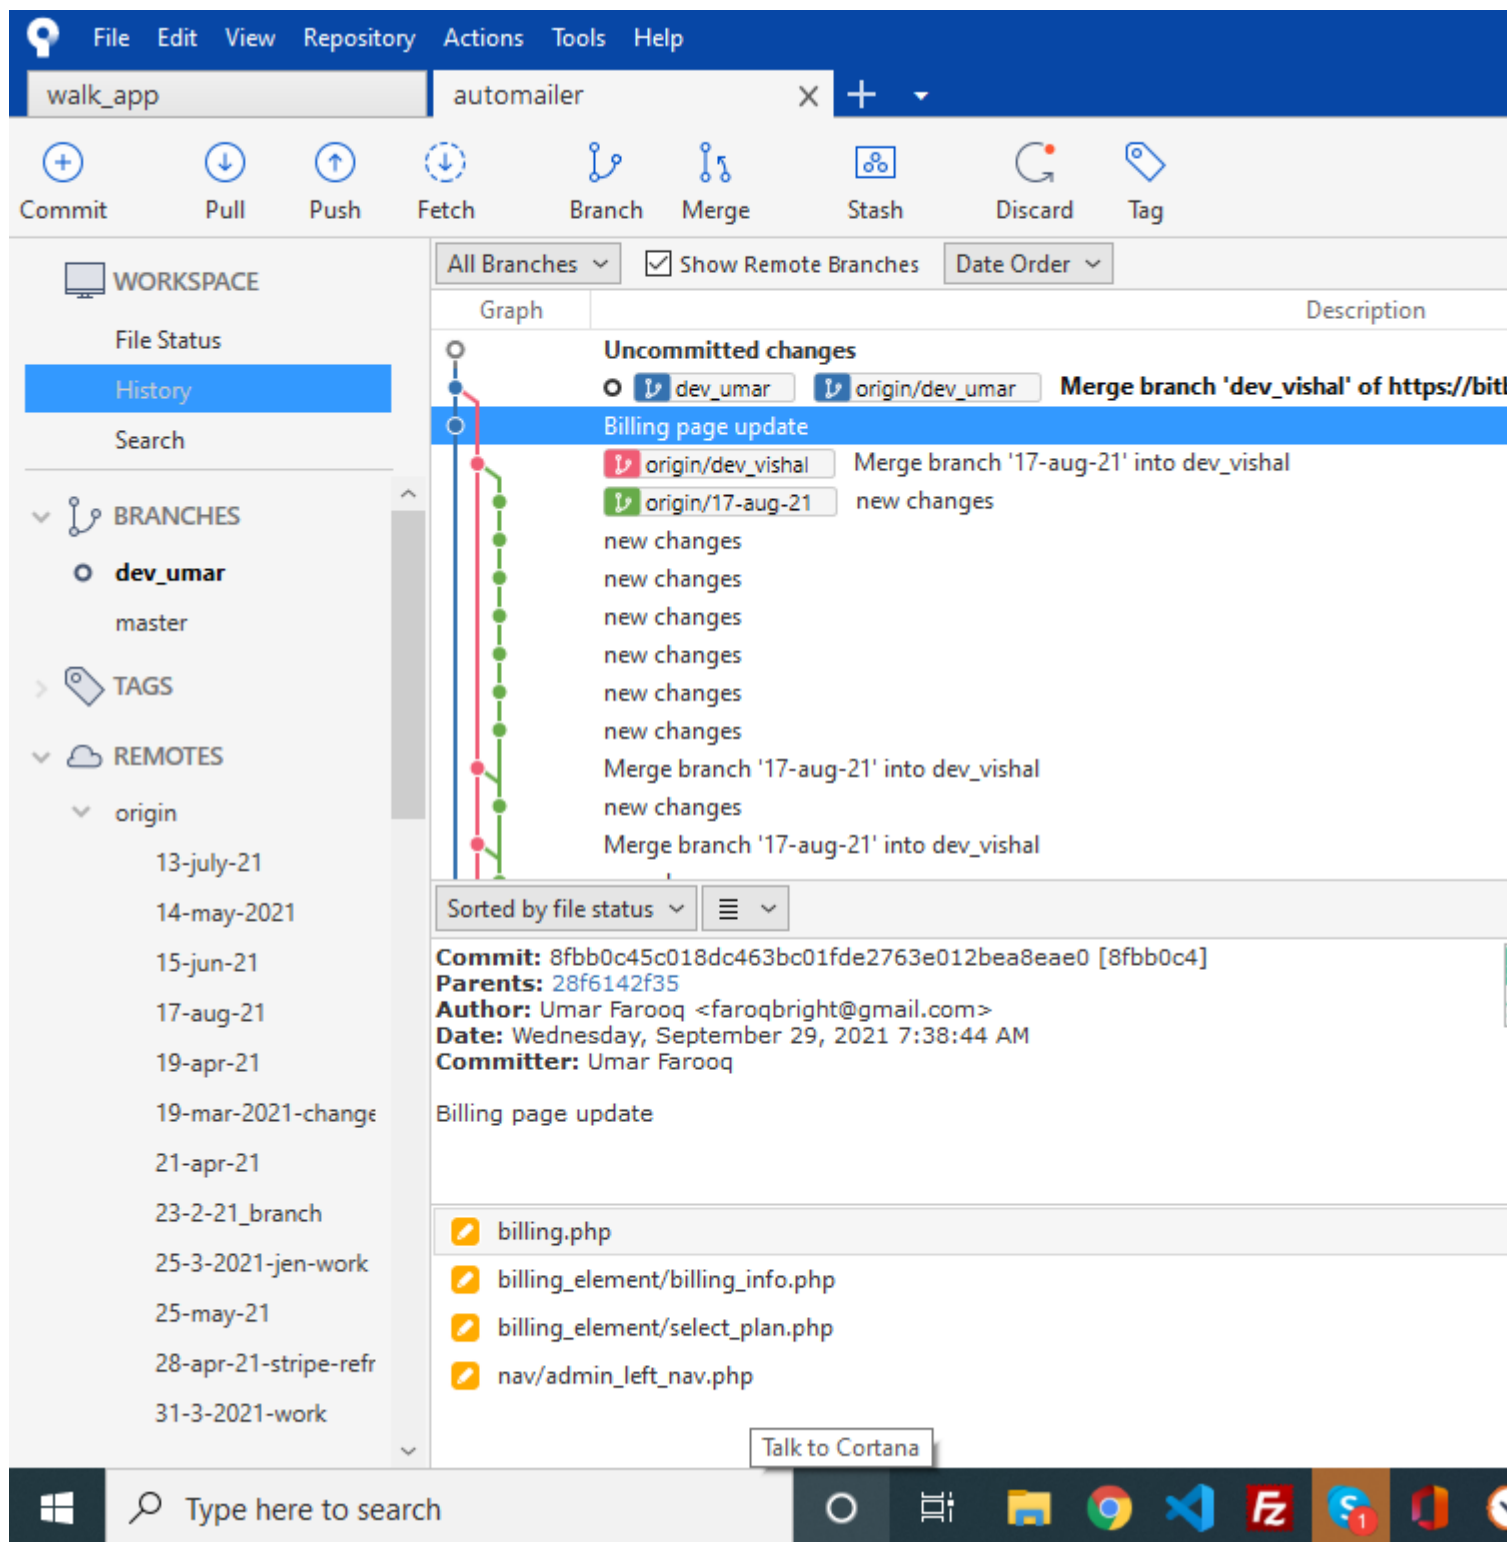 File Edit View Repository Actions Tools Help
walk_app automailer
Commit Pull Push Fetch Branch Merge Stash Discard Tag
WORKSPACE
File Status
History
Search
BRANCHES
dev_umar
master
TAGS
REMOTES
origin
13-july-21
14-may-2021
15-jun-21
17-aug-21
19-apr-21
19-mar-2021-change
21-apr-21
23-2-21_branch
25-3-2021-jen-work
25-may-21
28-apr-21-stripe-refr
31-3-2021-work
All Branches Show Remote Branches Date Order
Graph Description
Uncommitted changes
dev_umar origin/dev_umar Merge branch 'dev_vishal' of https://bitb
Billing page update
origin/dev_vishal Merge branch '17-aug-21' into dev_vishal
origin/17-aug-21 new changes
new changes
new changes
new changes
new changes
new changes
new changes
Merge branch '17-aug-21' into dev_vishal
new changes
Merge branch '17-aug-21' into dev_vishal
Sorted by file status
Commit: 8fbb0c45c018dc463bc01fde2763e012bea8eae0 [8fbb0c4]
Parents: 28f6142f35
Author: Umar Farooq <faroqbright@gmail.com>
Date: Wednesday, September 29, 2021 7:38:44 AM
Committer: Umar Farooq
Billing page update
billing.php
billing_element/billing_info.php
billing_element/select_plan.php
nav/admin_left_nav.php
Talk to Cortana
Type here to search
Fz S 1